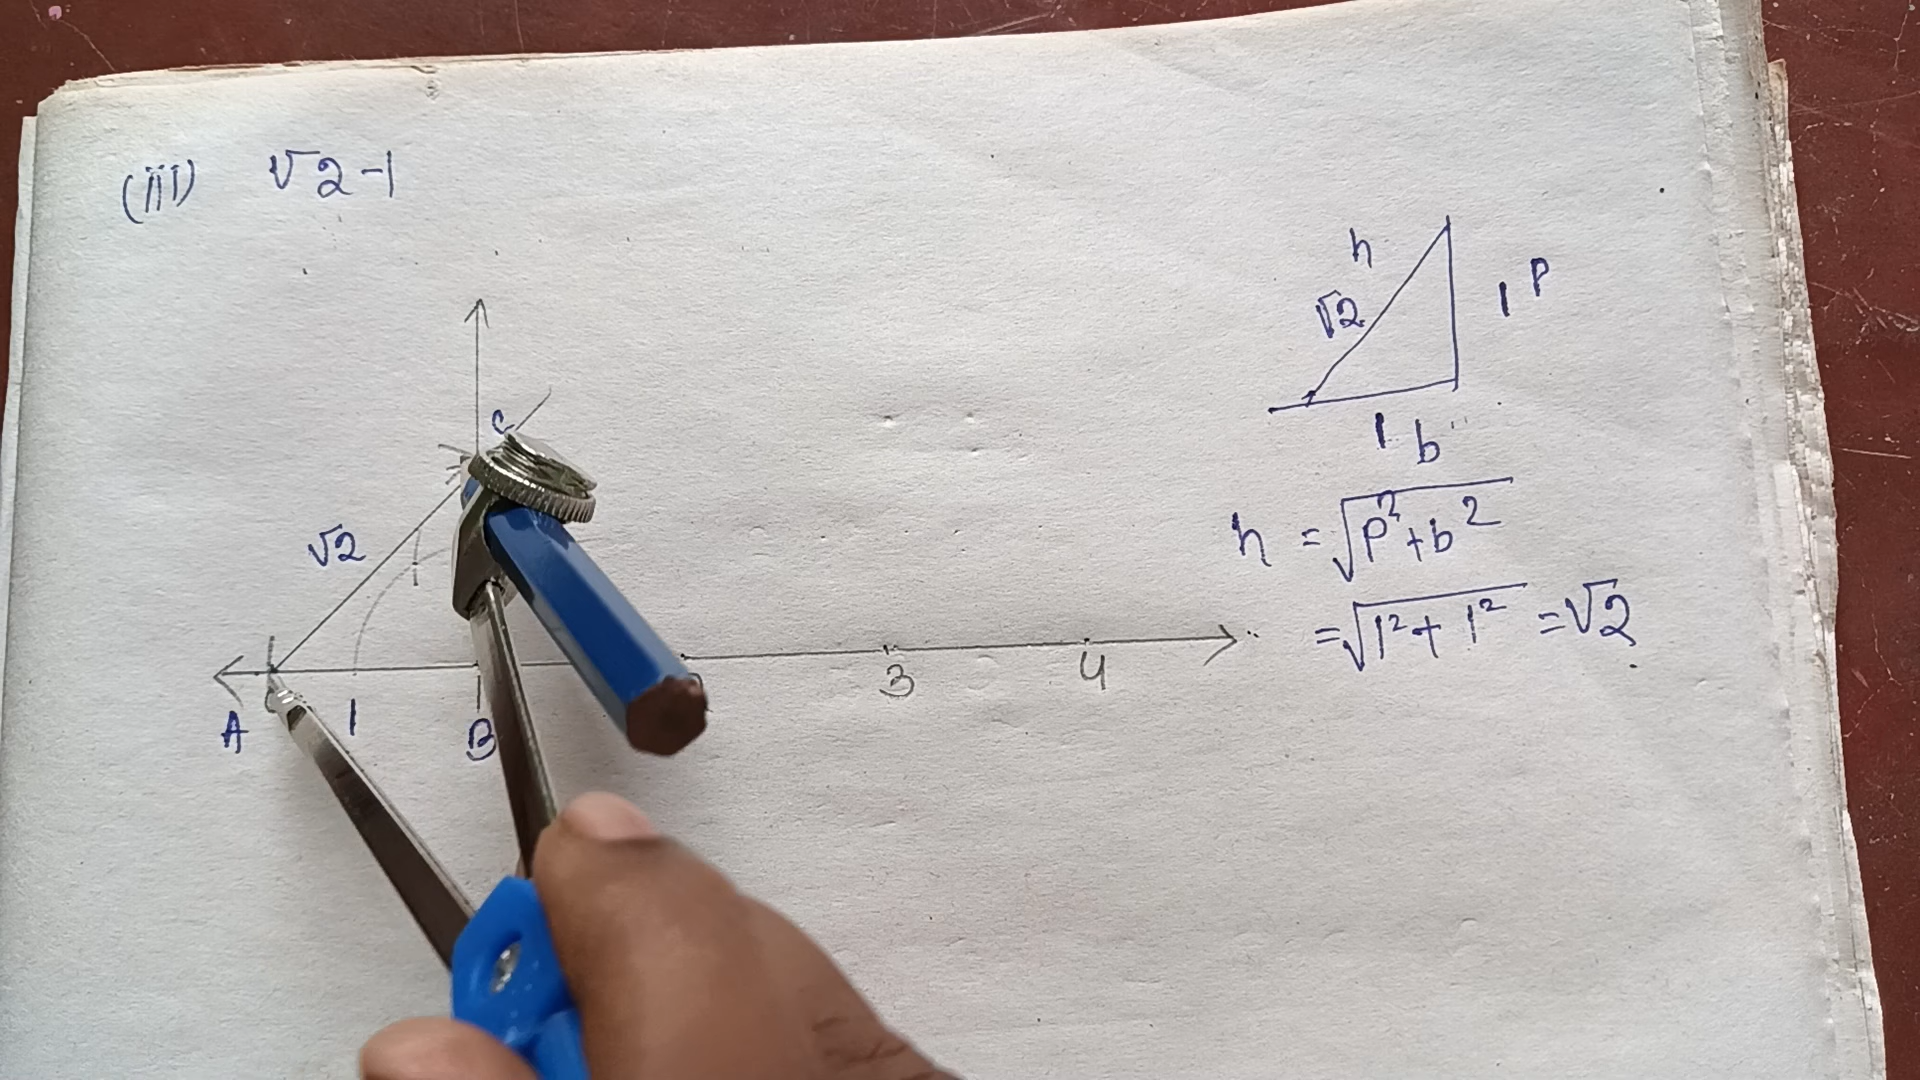 (iii) √2-1
h
√2
1 P
1 b
h = √p²+b²
= √1²+1² = √2
C
√2
3 4
A 1 B